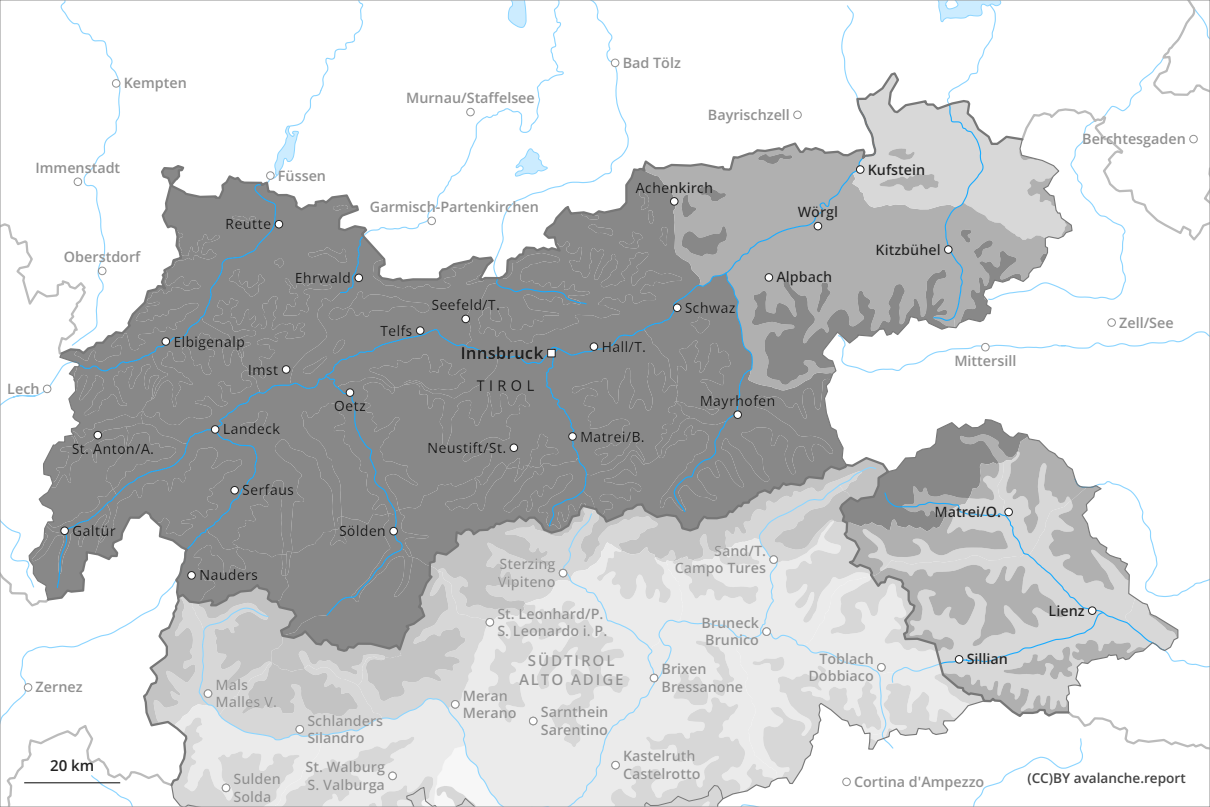 Kempten
Bad Tölz
Murnau/Staffelsee
Bayrischzell
Berchtesgaden
Immenstadt
Füssen
Kufstein
Achenkirch
Garmisch-Partenkirchen
Wörgl
Reutte
Oberstdorf
Kitzbühel
Ehrwald
Alpbach
Seefeld/T.
Schwaz
Telfs
Zell/See
Elbigenalp
Innsbruck
Hall/T.
Mittersill
Imst
TIROL
Lech
Oetz
Mayrhofen
Landeck
Matrei/B.
St. Anton/A.
Neustift/St.
Serfaus
Matrei/O.
Galtür
Sölden
Sand/T.
Campo Tures
Sterzing
Vipiteno
Nauders
Lienz
St. Leonhard/P.
S. Leonardo i. P.
Bruneck
Brunico
SÜDTIROL
ALTO ADIGE
Toblach
Dobbiaco
Sillian
Brixen
Bressanone
Zernez
Mals
Malles V.
Meran
Merano
Sarnthein
Sarentino
Schlanders
Silandro
Kastelruth
Castelrotto
20 km
St. Walburg
S. Valburga
Sulden
Solda
Cortina d'Ampezzo
(CC)BY avalanche.report